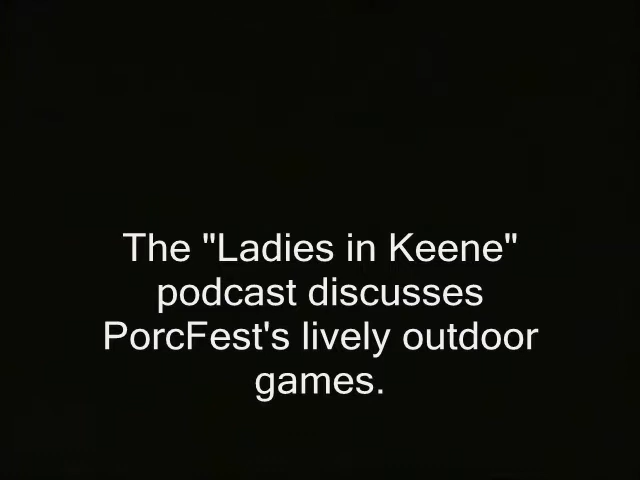 The "Ladies in Keene"
podcast discusses
PorcFest's lively outdoor
games.